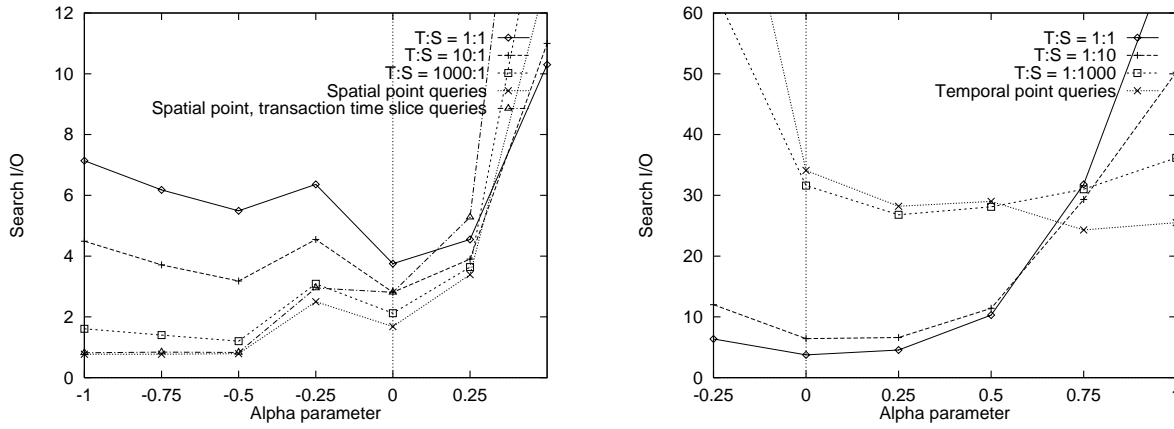 12
10
8
6
4
2
0
Search I/O
-1
-0.75
-0.5
-0.25
0
0.25
Alpha parameter
T:S = 1:1
T:S = 10:1
T:S = 1000:1
Spatial point queries
Spatial point, transaction time slice queries
60
50
40
30
20
10
0
Search I/O
-0.25
0
0.25
0.5
0.75
1
Alpha parameter
T:S = 1:1
T:S = 1:10
T:S = 1:1000
Temporal point queries